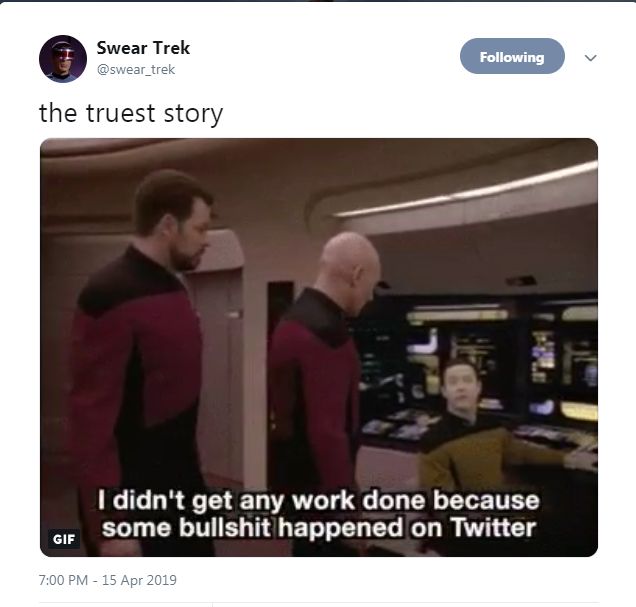 Swear Trek
@swear_trek
Following
the truest story
I didn't get any work done because
some bullshit happened on Twitter
GIF
7:00 PM - 15 Apr 2019